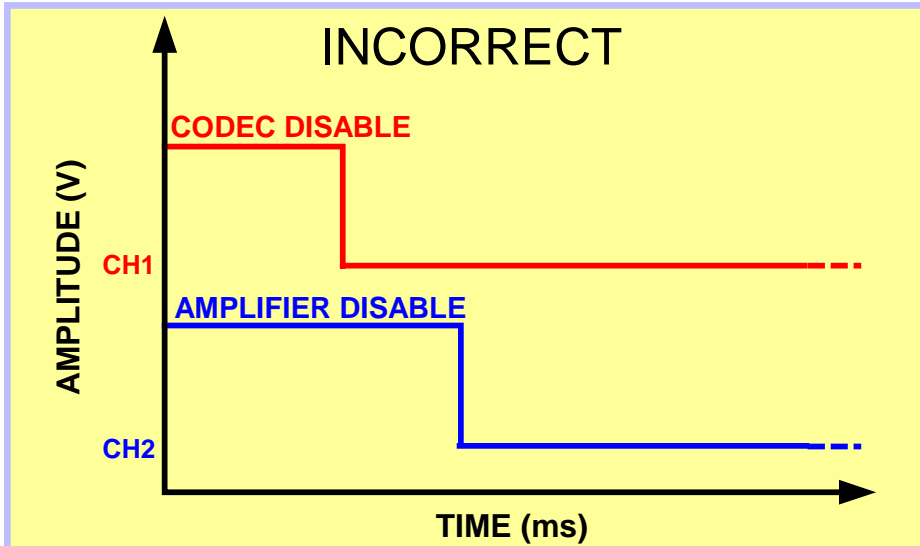 INCORRECT
CODEC DISABLE
AMPLITUDE (V)
CH1
AMPLIFIER DISABLE
CH2
TIME (ms)